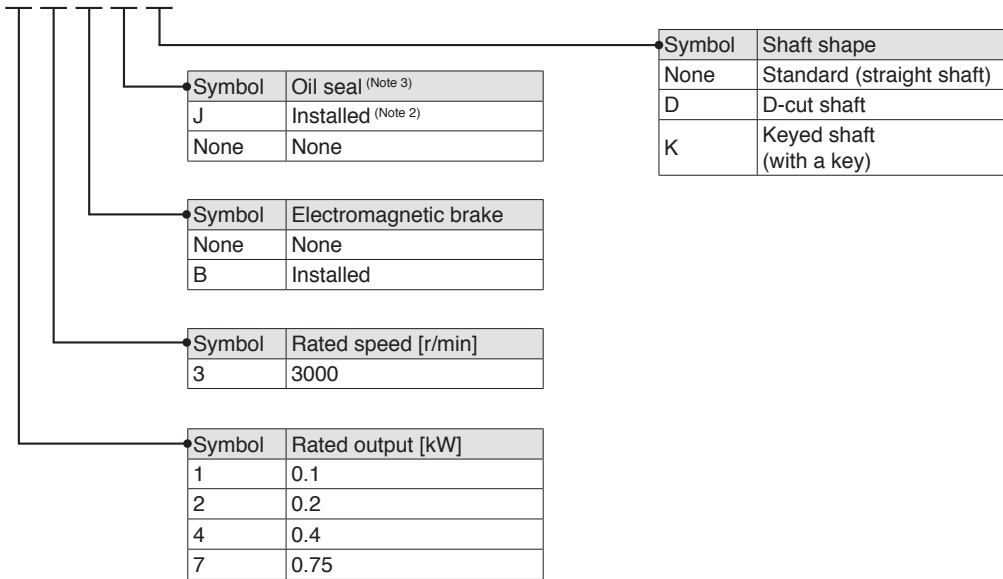 Symbol Shaft shape
None Standard (straight shaft)
D D-cut shaft
K Keyed shaft
(with a key)
Symbol Oil seal (Note 3)
J Installed (Note 2)
None None
Symbol Electromagnetic brake
None None
B Installed
Symbol Rated speed [r/min]
3 3000
Symbol Rated output [kW]
1 0.1
2 0.2
4 0.4
7 0.75